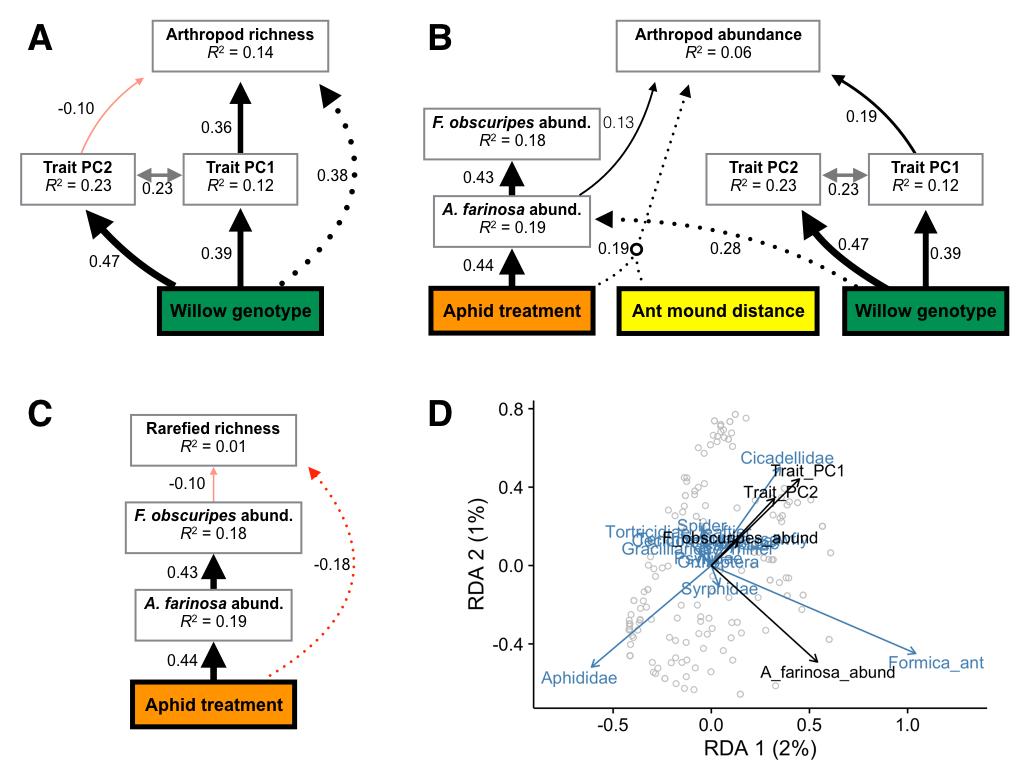 A
Arthropod richness
R² = 0.14
-0.10
0.36
0.38
Trait PC2
R² = 0.23
0.23
Trait PC1
R² = 0.12
0.47
0.39
Willow genotype
B
Arthropod abundance
R² = 0.06
F. obscuripes abund.
R² = 0.18
0.13
0.19
0.43
Trait PC2
R² = 0.23
0.23
Trait PC1
R² = 0.12
A. farinosa abund.
R² = 0.19
0.19
0.28
0.47
0.39
0.44
Aphid treatment
Ant mound distance
Willow genotype
C
Rarefied richness
R² = 0.01
-0.10
F. obscuripes abund.
R² = 0.18
-0.18
0.43
A. farinosa abund.
R² = 0.19
0.44
Aphid treatment
D
RDA 2 (1%)
0.8
0.4
0.0
-0.4
Cicadellidae
Trait_PC1
Trait_PC2
Spider
Tortricidiae
F_obscuripes_abund
Syrphidae
Aphididae
A_farinosa_abund
Formica_ant
-0.5
0.0
0.5
1.0
RDA 1 (2%)